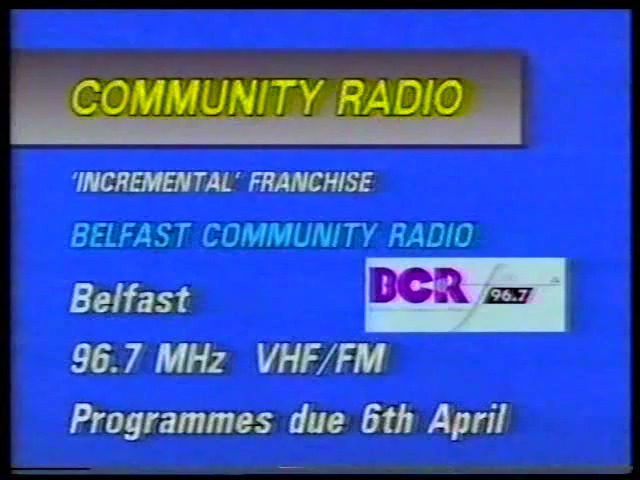 COMMUNITY RADIO
'INCREMENTAL' FRANCHISE
BELFAST COMMUNITY RADIO
Belfast
BCR 96.7
96.7 MHz VHF/FM
Programmes due 6th April